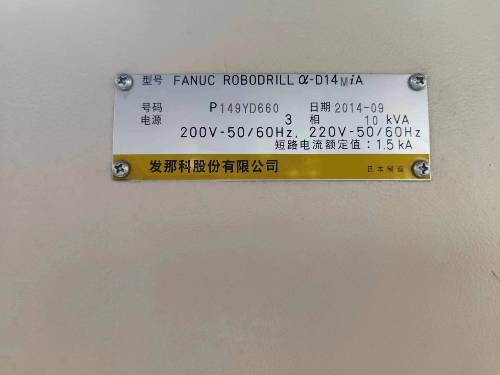 型号 FANUC ROBODRILL α-D14MiA
号码 P149YD660 日期 2014-09
电源 3 相 10 kVA
200V-50/60Hz, 220V-50/60Hz
短路电流额定值：1.5 kA
发那科股份有限公司 日本制造